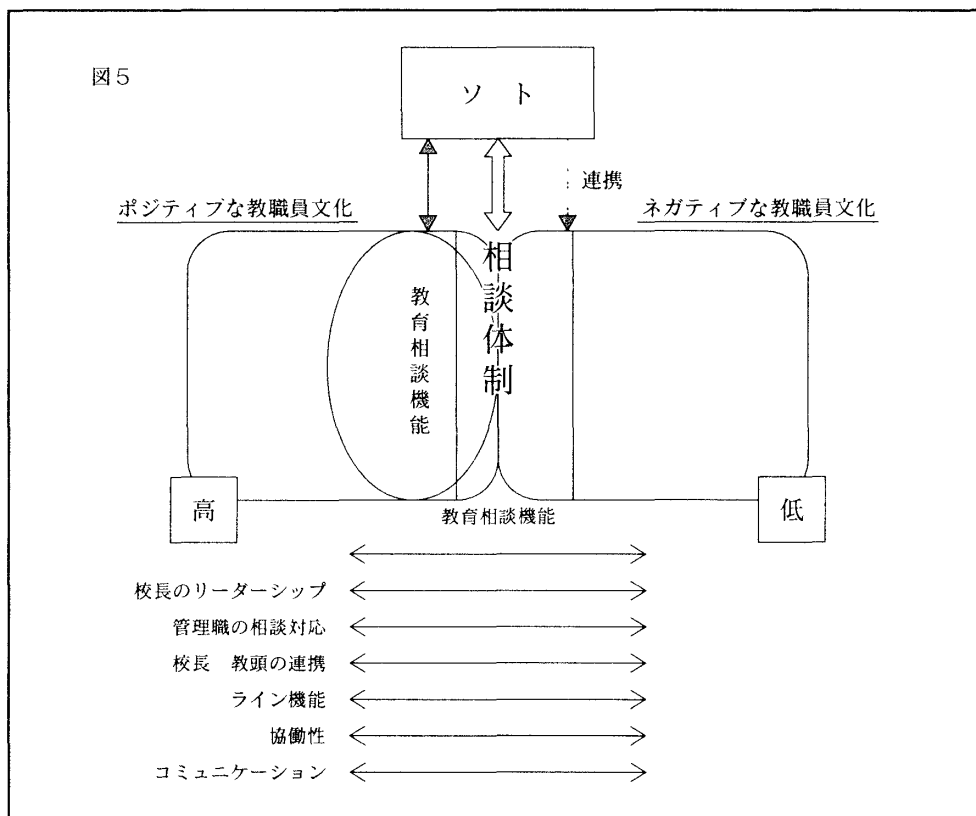 図5
ソト
連携
ポジティブな教職員文化
ネガティブな教職員文化
教育相談機能
相談体制
高
低
教育相談機能
校長のリーダーシップ
管理職の相談対応
校長 教頭の連携
ライン機能
協働性
コミュニケーション